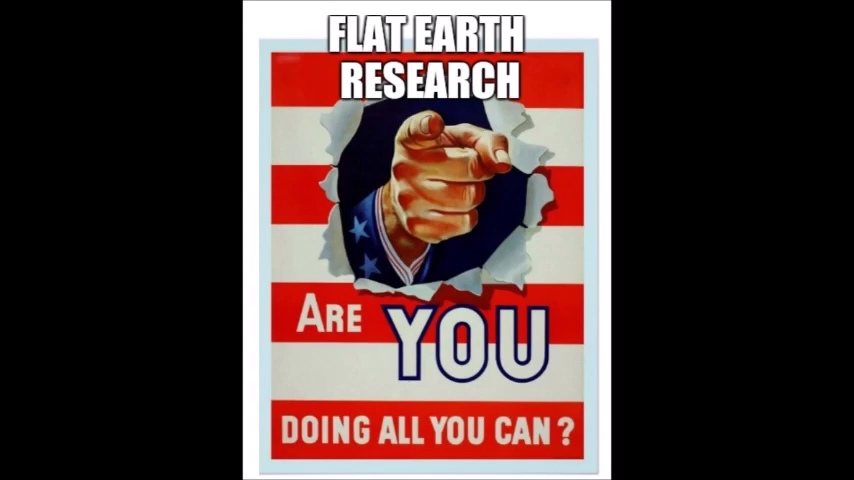 FLAT EARTH
RESEARCH
ARE YOU
DOING ALL YOU CAN?